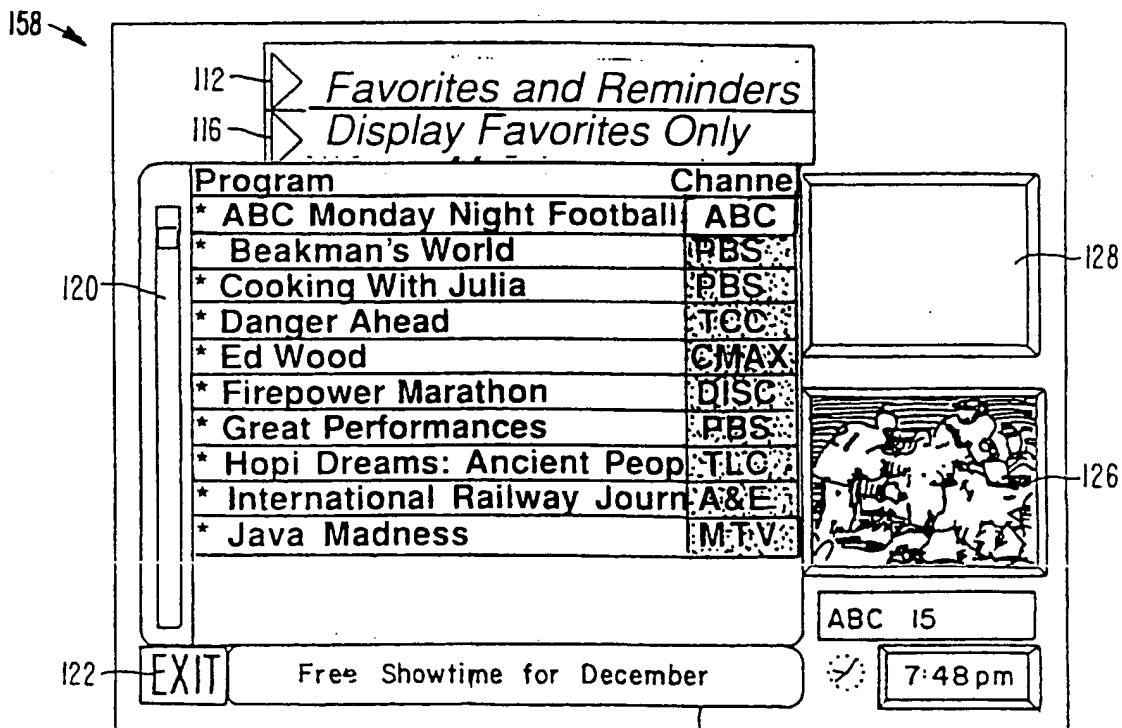 158
112
Favorites and Reminders
116
Display Favorites Only
Program Channe
* ABC Monday Night Football ABC
* Beakman's World PBS
* Cooking With Julia PBS
* Danger Ahead TCC
* Ed Wood CMAX
* Firepower Marathon DISC
* Great Performances PBS
* Hopi Dreams: Ancient Peop TLC
* International Railway Journ A&E
* Java Madness MTV
120
128
126
ABC 15
122
EXIT
Free Showtime for December
7:48pm